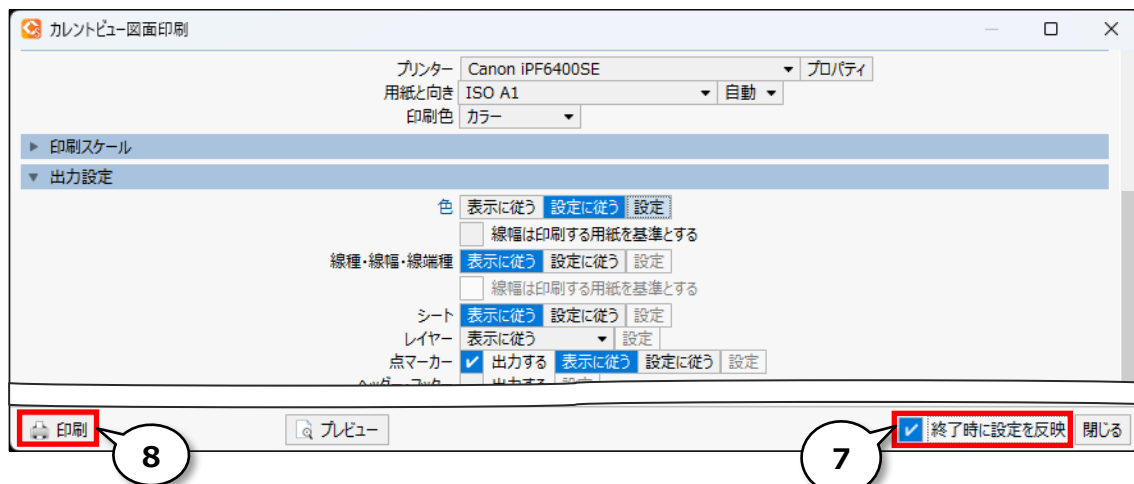 カレントビュー図面印刷
プリンター Canon iPF6400SE プロパティ
用紙と向き ISO A1 自動
印刷色 カラー
印刷スケール
出力設定
色 表示に従う 設定に従う 設定
線幅は印刷する用紙を基準とする
線種・線幅・線端種 表示に従う 設定に従う 設定
線幅は印刷する用紙を基準とする
シート 表示に従う 設定に従う 設定
レイヤー 表示に従う 設定
点マーカー 出力する 表示に従う 設定に従う 設定
印刷 プレビュー 終了時に設定を反映 閉じる
8 7